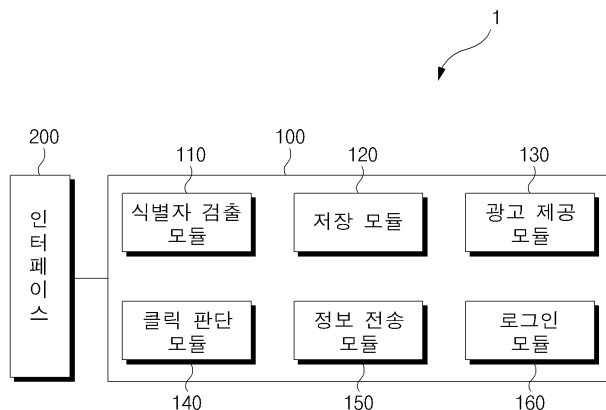 1
200
100
110
120
130
인터페이스
식별자 검출
모듈
저장 모듈
광고 제공
모듈
클릭 판단
모듈
정보 전송
모듈
로그인
모듈
140
150
160